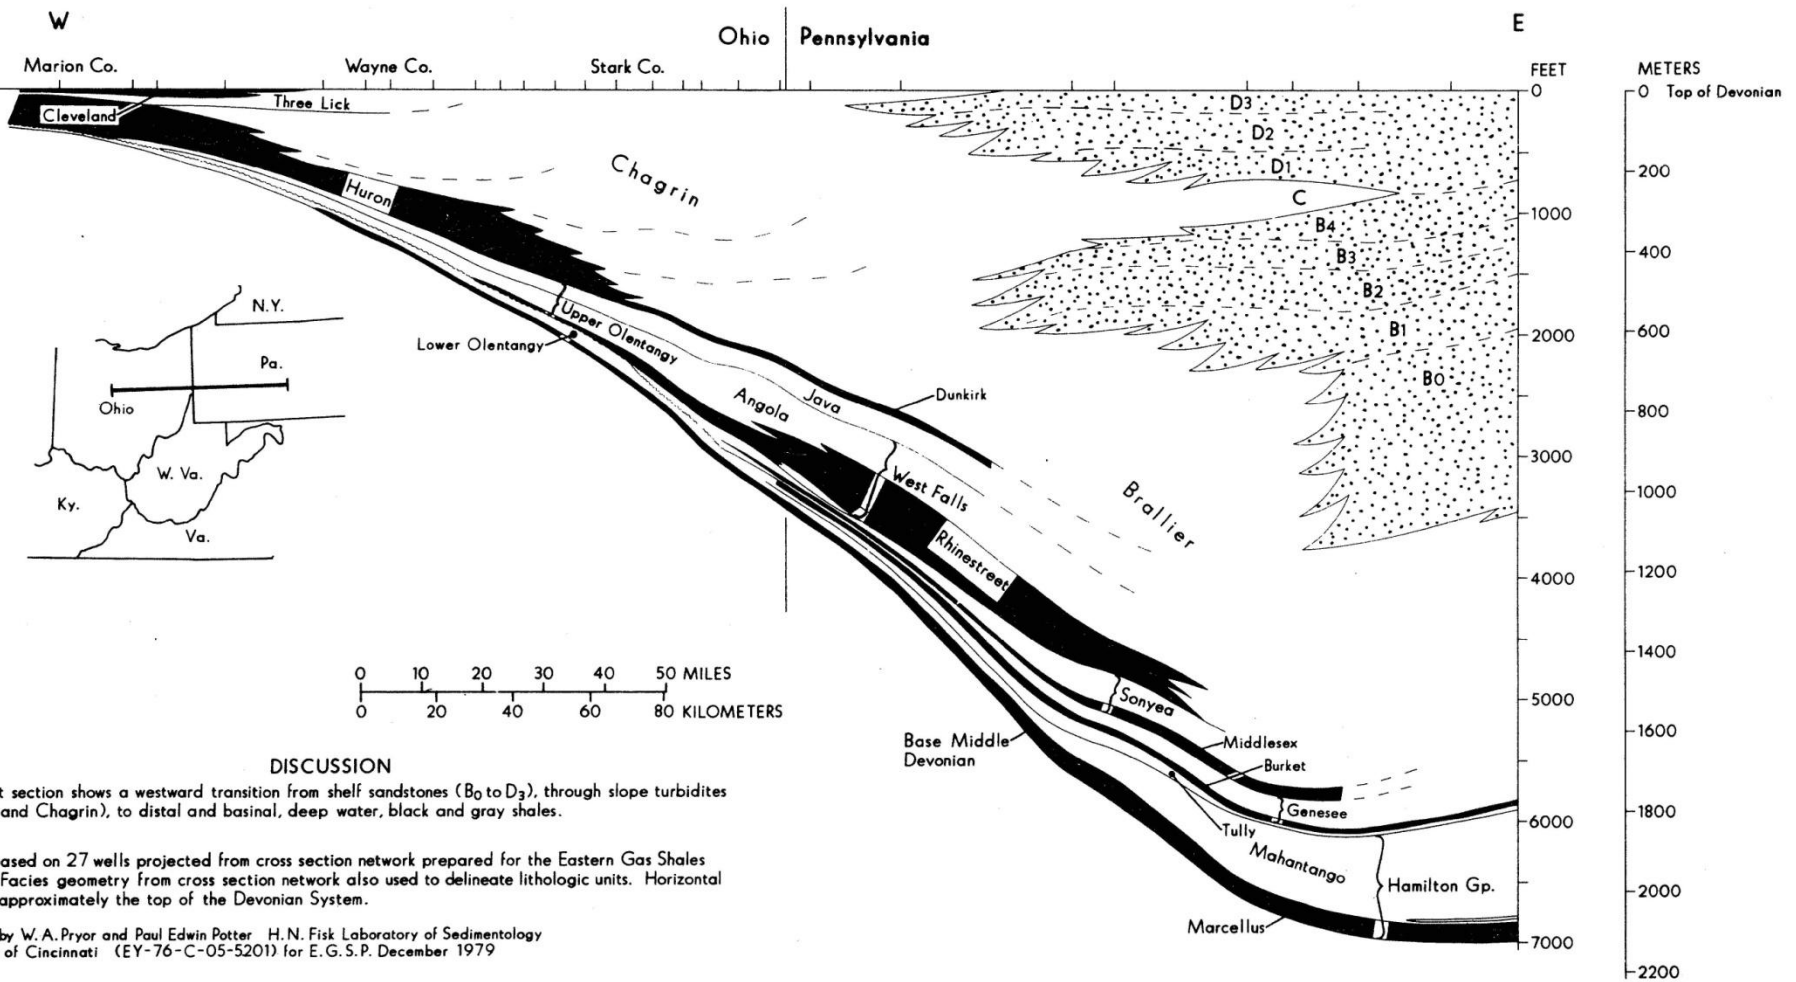 W
E
Ohio Pennsylvania
Marion Co.
Wayne Co.
Stark Co.
FEET
METERS
0
0 Top of Devonian
Cleveland
Three Lick
D3
D2
D1
C
B4
B3
B2
B1
B0
Chagrin
Huron
200
1000
400
2000
600
800
3000
1000
4000
1200
1400
5000
1600
1800
6000
2000
7000
2200
N.Y.
Pa.
Ohio
W. Va.
Ky.
Va.
Lower Olentangy
Upper Olentangy
Angola
Java
Dunkirk
West Falls
Rhinestreet
Brallier
Sonyea
Middlesex
Burket
Genesee
Tully
Mahantango
Hamilton Gp.
Marcellus
Base Middle
Devonian
0 10 20 30 40 50 MILES
0 20 40 60 80 KILOMETERS
DISCUSSION
t section shows a westward transition from shelf sandstones (B0 to D3), through slope turbidites
and Chagrin), to distal and basinal, deep water, black and gray shales.
ased on 27 wells projected from cross section network prepared for the Eastern Gas Shales
Facies geometry from cross section network also used to delineate lithologic units. Horizontal
approximately the top of the Devonian System.
by W. A. Pryor and Paul Edwin Potter H. N. Fisk Laboratory of Sedimentology
of Cincinnati (EY-76-C-05-5201) for E.G.S.P. December 1979